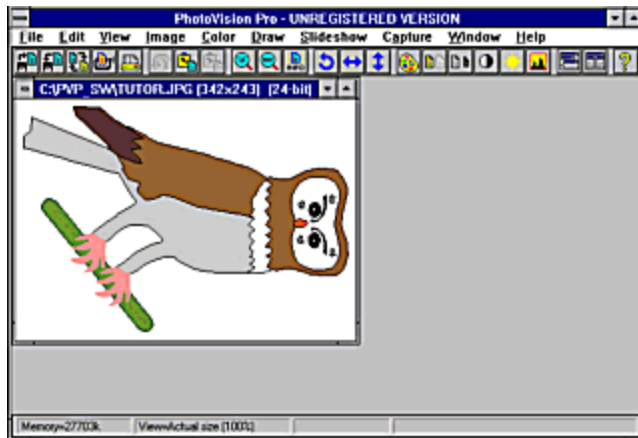 PhotoVision Pro - UNREGISTERED VERSION
File Edit View Image Color Draw Slideshow Capture Window Help
C:\PVP_SW\TUTOR.JPG (342x243) (24-bit)
Memory=27703k View=Actual size (100%)